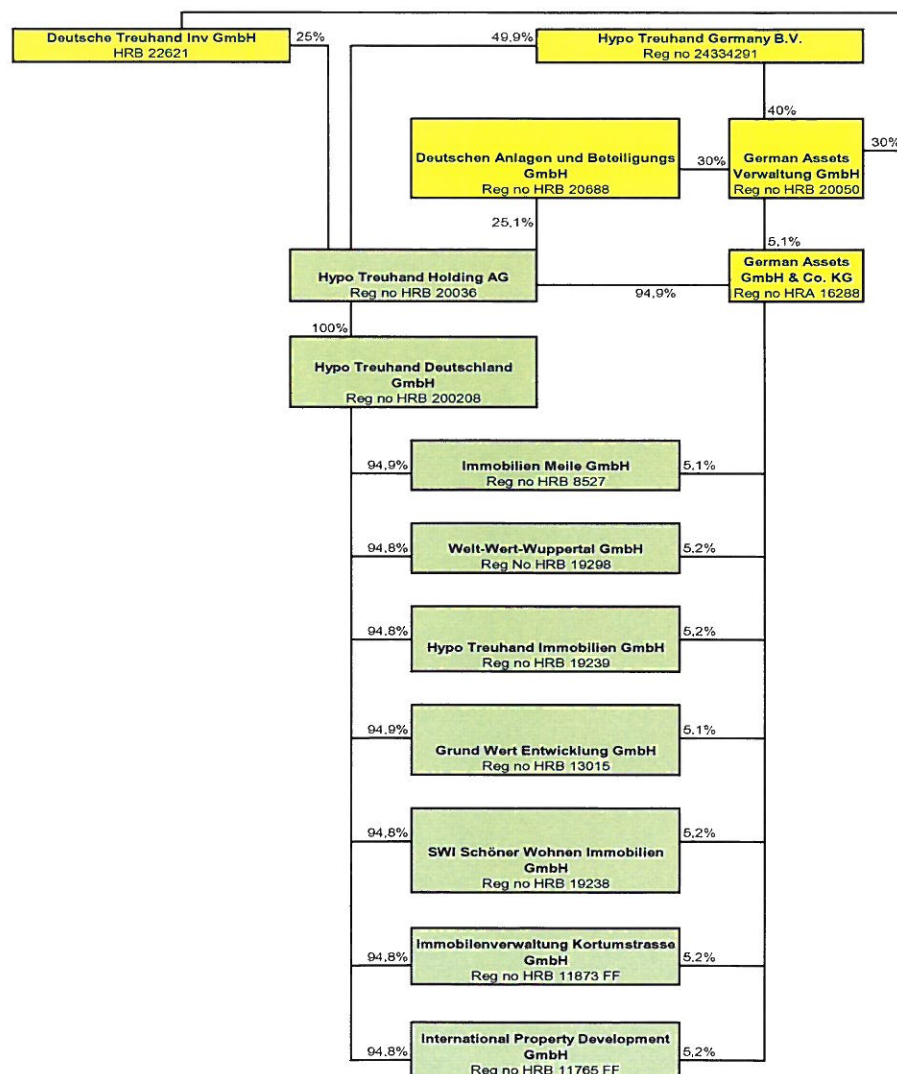 Deutsche Treuhand Inv GmbH
HRB 22621
25%
49,9%
Hypo Treuhand Germany B.V.
Reg no 24334291
40%
Deutschen Anlagen und Beteiligungs
GmbH
Reg no HRB 20688
30%
German Assets
Verwaltung GmbH
Reg no HRB 20050
30%
25,1%
5,1%
Hypo Treuhand Holding AG
Reg no HRB 20036
94,9%
German Assets
GmbH & Co. KG
Reg no HRA 16288
100%
Hypo Treuhand Deutschland
GmbH
Reg no HRB 200208
94,9%
Immobilien Meile GmbH
Reg no HRB 8527
5,1%
94,8%
Welt-Wert-Wuppertal GmbH
Reg No HRB 19298
5,2%
94,8%
Hypo Treuhand Immobilien GmbH
Reg no HRB 19239
5,2%
94,9%
Grund Wert Entwicklung GmbH
Reg no HRB 13015
5,1%
94,8%
SWI Schöner Wohnen Immobilien
GmbH
Reg no HRB 19238
5,2%
94,8%
Immobilenverwaltung Kortumstrasse
GmbH
Reg no HRB 11873 FF
5,2%
94,8%
International Property Development
GmbH
Reg no HRB 11765 FF
5,2%